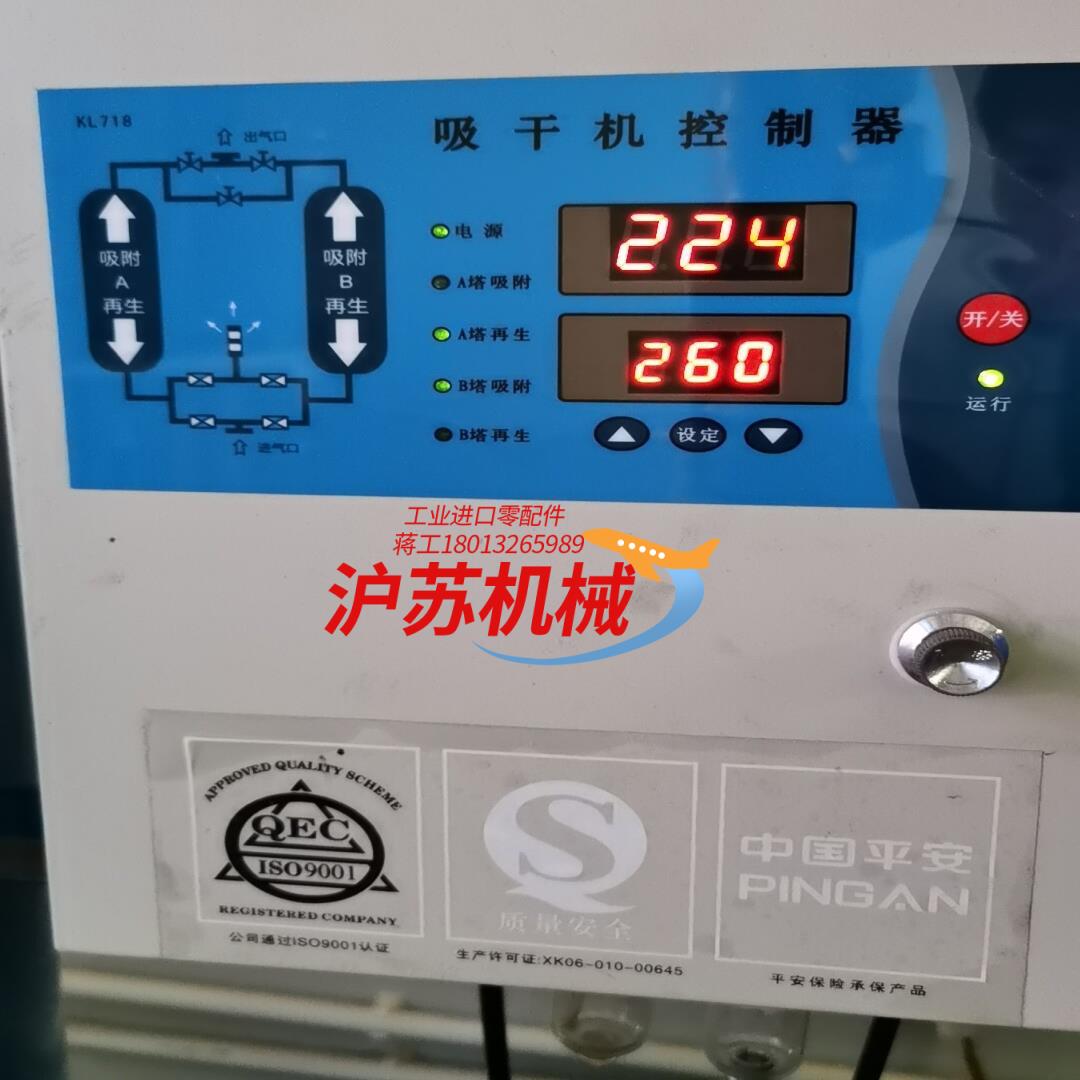 KL718
吸干机控制器
出气口
吸附
A
再生
吸附
B
再生
进气口
电源
A塔吸附
A塔再生
B塔吸附
B塔再生
224
260
设定
开/关
运行
工业进口零配件
蒋工18013265989
沪苏机械
APPROVED QUALITY SCHEME
QEC
ISO9001
REGISTERED COMPANY
公司通过ISO9001认证
S
质量安全
生产许可证:XK06-010-00645
中国平安
PINGAN
平安保险承保产品